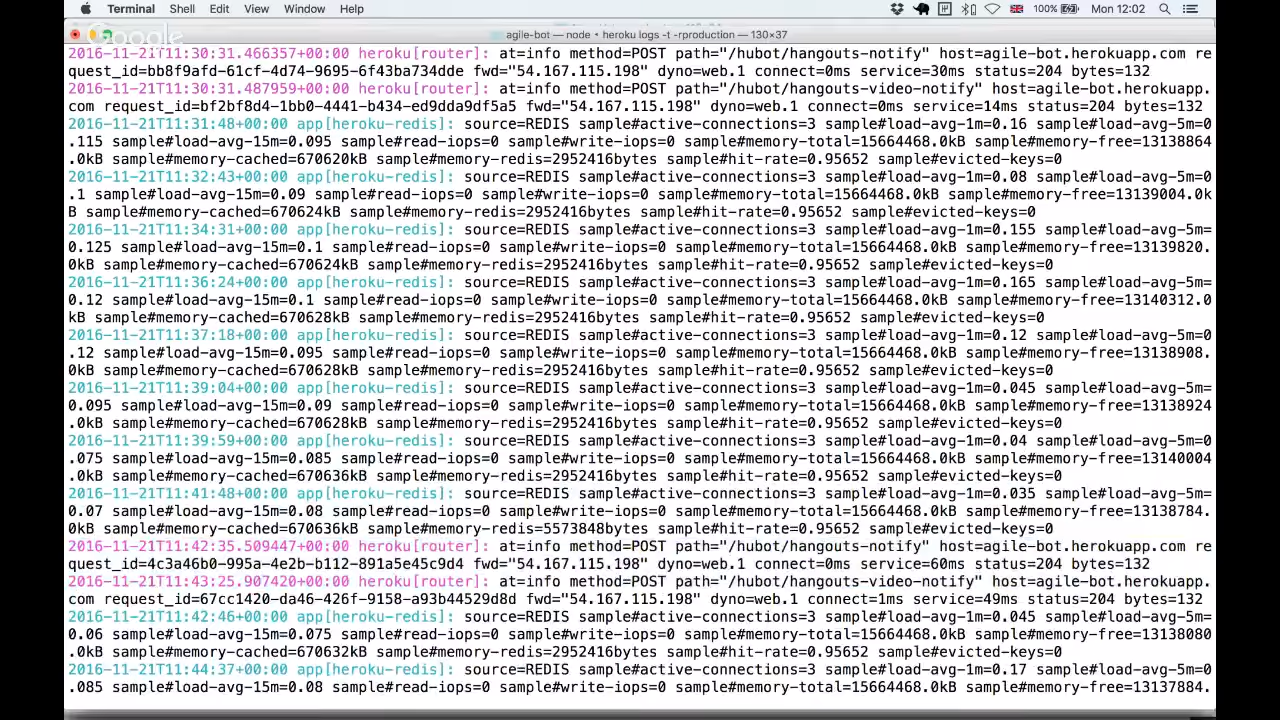 Terminal Shell Edit View Window Help 100% Mon 12:02
agile-bot — node • heroku logs -t -rproduction — 130×37
Google
2016-11-21T11:30:31.466357+00:00 heroku[router]: at=info method=POST path="/hubot/hangouts-notify" host=agile-bot.herokuapp.com re
quest_id=bb8f9afd-61cf-4d74-9695-6f43ba734dde fwd="54.167.115.198" dyno=web.1 connect=0ms service=30ms status=204 bytes=132
2016-11-21T11:30:31.487959+00:00 heroku[router]: at=info method=POST path="/hubot/hangouts-video-notify" host=agile-bot.herokuapp.
com request_id=bf2bf8d4-1bb0-4441-b434-ed9dda9df5a5 fwd="54.167.115.198" dyno=web.1 connect=0ms service=14ms status=204 bytes=132
2016-11-21T11:31:48+00:00 app[heroku-redis]: source=REDIS sample#active-connections=3 sample#load-avg-1m=0.16 sample#load-avg-5m=0
.115 sample#load-avg-15m=0.095 sample#read-iops=0 sample#write-iops=0 sample#memory-total=15664468.0kB sample#memory-free=13138864
.0kB sample#memory-cached=670620kB sample#memory-redis=2952416bytes sample#hit-rate=0.95652 sample#evicted-keys=0
2016-11-21T11:32:43+00:00 app[heroku-redis]: source=REDIS sample#active-connections=3 sample#load-avg-1m=0.08 sample#load-avg-5m=0
.1 sample#load-avg-15m=0.09 sample#read-iops=0 sample#write-iops=0 sample#memory-total=15664468.0kB sample#memory-free=13139004.0k
B sample#memory-cached=670624kB sample#memory-redis=2952416bytes sample#hit-rate=0.95652 sample#evicted-keys=0
2016-11-21T11:34:31+00:00 app[heroku-redis]: source=REDIS sample#active-connections=3 sample#load-avg-1m=0.155 sample#load-avg-5m=
0.125 sample#load-avg-15m=0.1 sample#read-iops=0 sample#write-iops=0 sample#memory-total=15664468.0kB sample#memory-free=13139820.
0kB sample#memory-cached=670624kB sample#memory-redis=2952416bytes sample#hit-rate=0.95652 sample#evicted-keys=0
2016-11-21T11:36:24+00:00 app[heroku-redis]: source=REDIS sample#active-connections=3 sample#load-avg-1m=0.165 sample#load-avg-5m=
0.12 sample#load-avg-15m=0.1 sample#read-iops=0 sample#write-iops=0 sample#memory-total=15664468.0kB sample#memory-free=13140312.0
kB sample#memory-cached=670628kB sample#memory-redis=2952416bytes sample#hit-rate=0.95652 sample#evicted-keys=0
2016-11-21T11:37:18+00:00 app[heroku-redis]: source=REDIS sample#active-connections=3 sample#load-avg-1m=0.12 sample#load-avg-5m=0
.12 sample#load-avg-15m=0.095 sample#read-iops=0 sample#write-iops=0 sample#memory-total=15664468.0kB sample#memory-free=13138908.
0kB sample#memory-cached=670628kB sample#memory-redis=2952416bytes sample#hit-rate=0.95652 sample#evicted-keys=0
2016-11-21T11:39:04+00:00 app[heroku-redis]: source=REDIS sample#active-connections=3 sample#load-avg-1m=0.045 sample#load-avg-5m=
0.095 sample#load-avg-15m=0.09 sample#read-iops=0 sample#write-iops=0 sample#memory-total=15664468.0kB sample#memory-free=13138924
.0kB sample#memory-cached=670628kB sample#memory-redis=2952416bytes sample#hit-rate=0.95652 sample#evicted-keys=0
2016-11-21T11:39:59+00:00 app[heroku-redis]: source=REDIS sample#active-connections=3 sample#load-avg-1m=0.04 sample#load-avg-5m=0
.075 sample#load-avg-15m=0.085 sample#read-iops=0 sample#write-iops=0 sample#memory-total=15664468.0kB sample#memory-free=13140004
.0kB sample#memory-cached=670636kB sample#memory-redis=2952416bytes sample#hit-rate=0.95652 sample#evicted-keys=0
2016-11-21T11:41:48+00:00 app[heroku-redis]: source=REDIS sample#active-connections=3 sample#load-avg-1m=0.035 sample#load-avg-5m=
0.07 sample#load-avg-15m=0.08 sample#read-iops=0 sample#write-iops=0 sample#memory-total=15664468.0kB sample#memory-free=13138784.
0kB sample#memory-cached=670636kB sample#memory-redis=5573848bytes sample#hit-rate=0.95652 sample#evicted-keys=0
2016-11-21T11:42:35.509447+00:00 heroku[router]: at=info method=POST path="/hubot/hangouts-notify" host=agile-bot.herokuapp.com re
quest_id=4c3a46b0-995a-4e2b-b112-891a5e45c9d4 fwd="54.167.115.198" dyno=web.1 connect=0ms service=60ms status=204 bytes=132
2016-11-21T11:43:25.907420+00:00 heroku[router]: at=info method=POST path="/hubot/hangouts-video-notify" host=agile-bot.herokuapp.
com request_id=67cc1420-da46-426f-9158-a93b44529d8d fwd="54.167.115.198" dyno=web.1 connect=1ms service=49ms status=204 bytes=132
2016-11-21T11:42:46+00:00 app[heroku-redis]: source=REDIS sample#active-connections=3 sample#load-avg-1m=0.045 sample#load-avg-5m=
0.06 sample#load-avg-15m=0.075 sample#read-iops=0 sample#write-iops=0 sample#memory-total=15664468.0kB sample#memory-free=13138080
.0kB sample#memory-cached=670632kB sample#memory-redis=2952416bytes sample#hit-rate=0.95652 sample#evicted-keys=0
2016-11-21T11:44:37+00:00 app[heroku-redis]: source=REDIS sample#active-connections=3 sample#load-avg-1m=0.17 sample#load-avg-5m=0
.085 sample#load-avg-15m=0.08 sample#read-iops=0 sample#write-iops=0 sample#memory-total=15664468.0kB sample#memory-free=13137884.